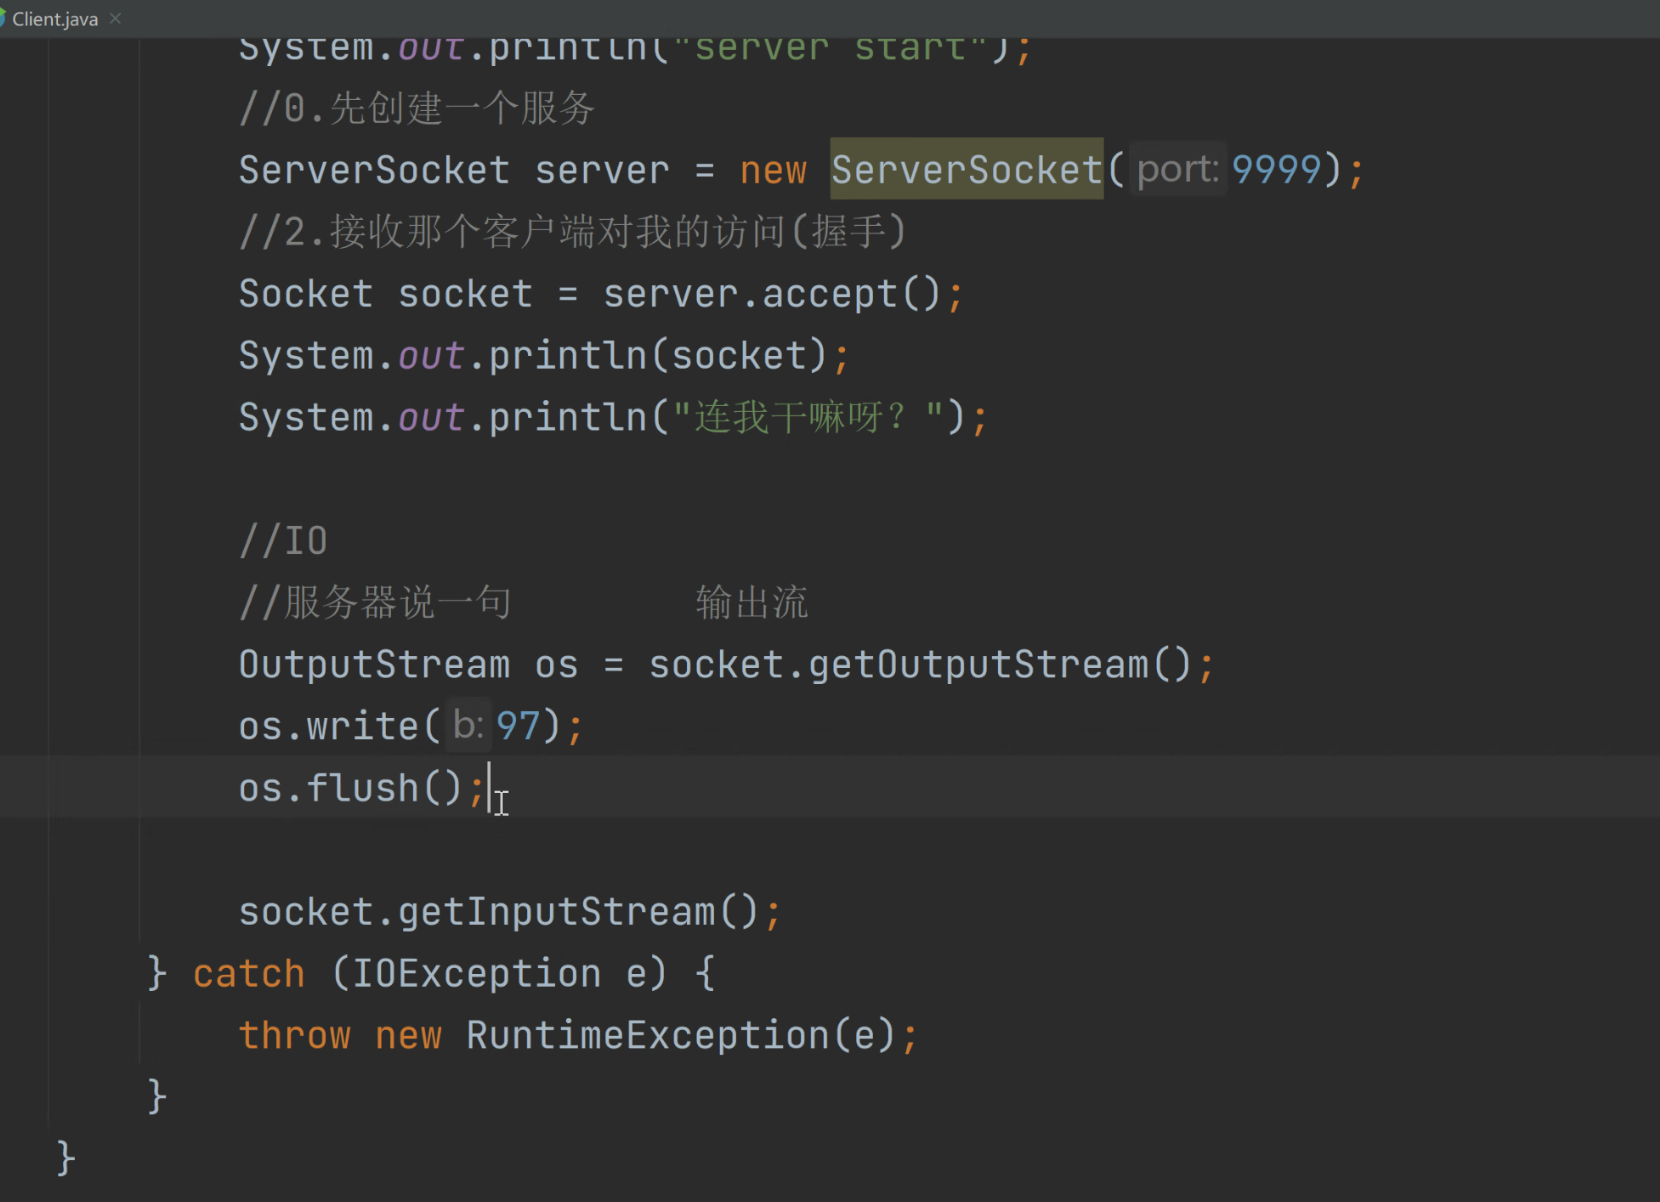 Client.java
System.out.println("server start");
//0.先创建一个服务
ServerSocket server = new ServerSocket( port: 9999);
//2.接收那个客户端对我的访问(握手)
Socket socket = server.accept();
System.out.println(socket);
System.out.println("连我干嘛呀？");
//IO
//服务器说一句 输出流
OutputStream os = socket.getOutputStream();
os.write( b: 97);
os.flush();
socket.getInputStream();
} catch (IOException e) {
throw new RuntimeException(e);
}
}